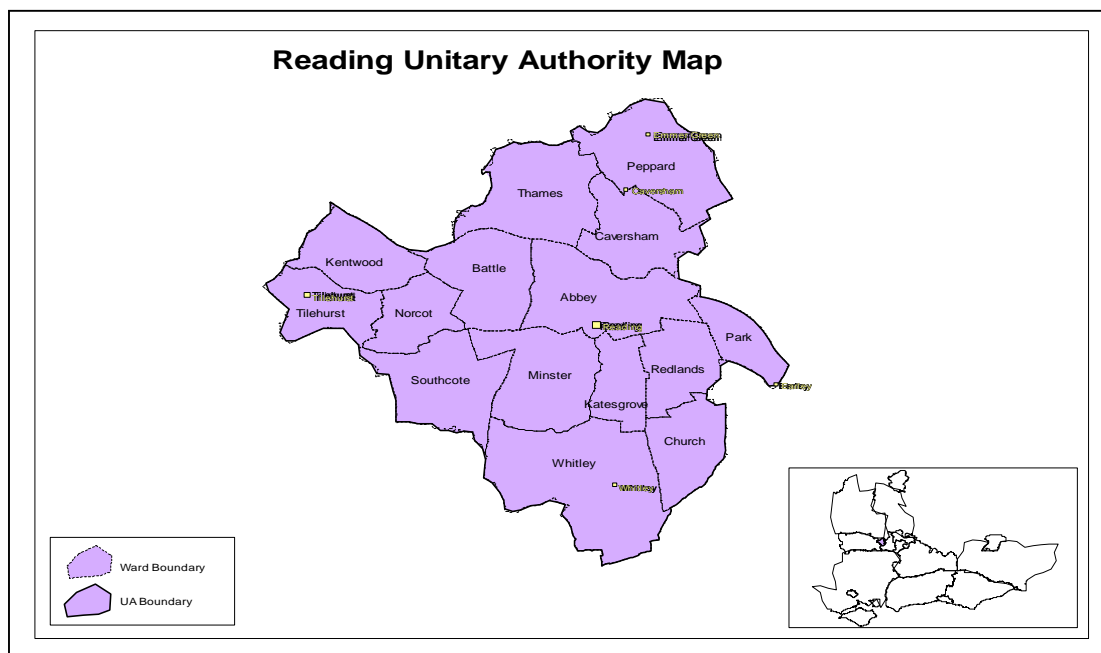 Reading Unitary Authority Map
Emmer Green
Peppard
Thames
Caversham
Caversham
Kentwood
Battle
Abbey
Tilehurst
Tilehurst
Norcot
Reading
Park
Southcote
Minster
Redlands
Earley
Katesgrove
Church
Whitley
Whitley
Ward Boundary
UA Boundary